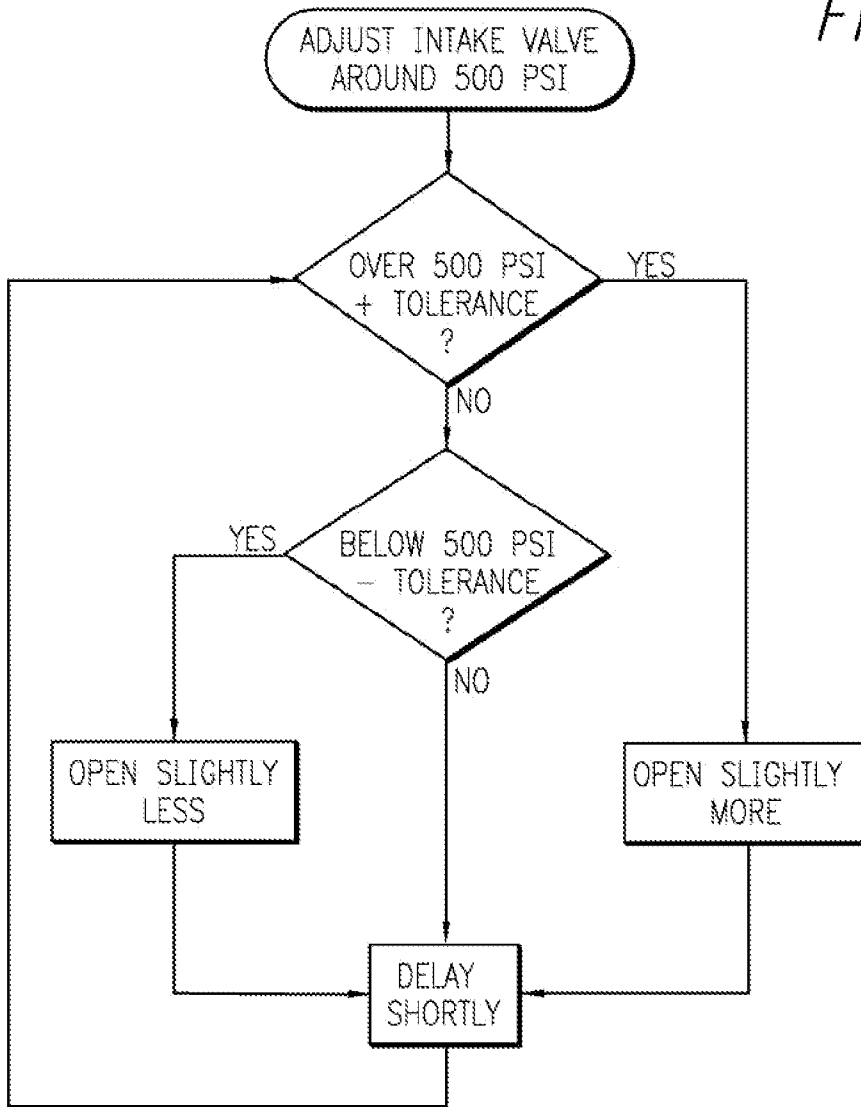 ADJUST INTAKE VALVE
AROUND 500 PSI
OVER 500 PSI
+ TOLERANCE
?
YES
NO
YES
BELOW 500 PSI
- TOLERANCE
?
NO
OPEN SLIGHTLY
LESS
OPEN SLIGHTLY
MORE
DELAY
SHORTLY